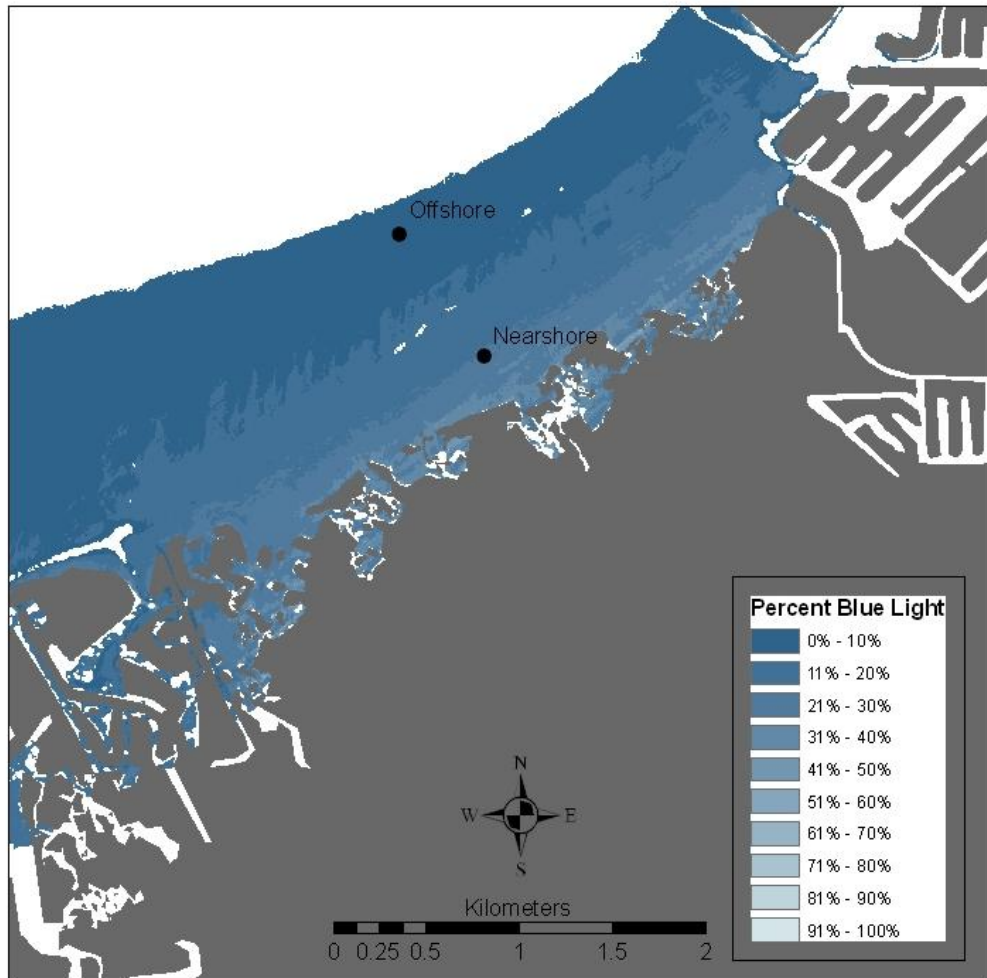 Offshore
Nearshore
Percent Blue Light
0% - 10%
11% - 20%
21% - 30%
31% - 40%
41% - 50%
51% - 60%
61% - 70%
71% - 80%
81% - 90%
91% - 100%
N
W E
S
Kilometers
0 0.25 0.5 1 1.5 2